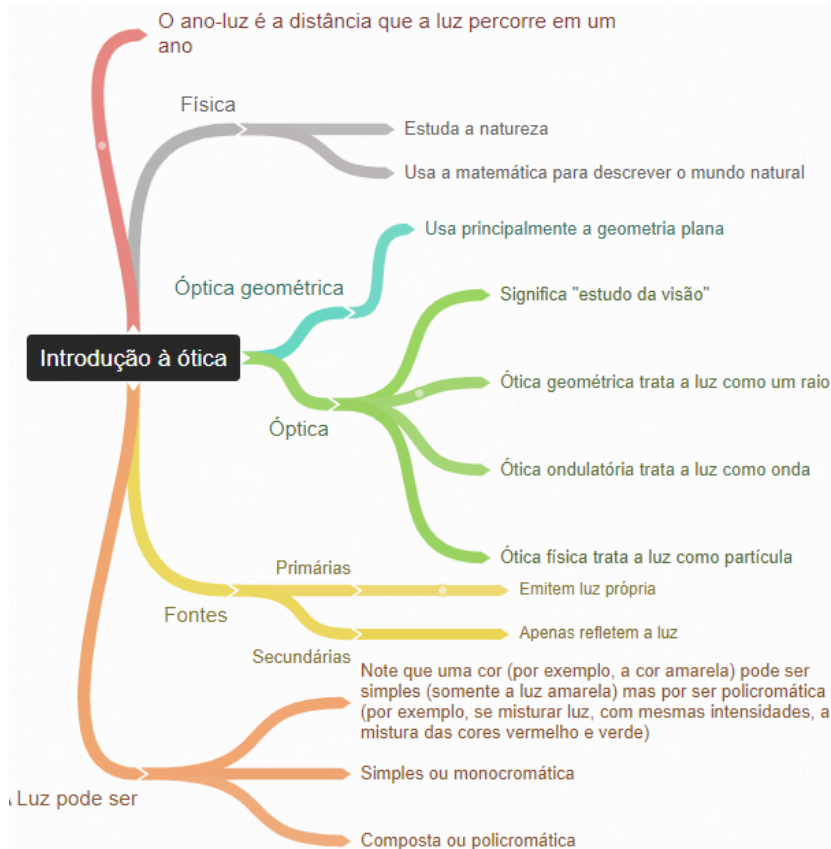 O ano-luz é a distância que a luz percorre em um
ano
Física
Estuda a natureza
Usa a matemática para descrever o mundo natural
Usa principalmente a geometria plana
Óptica geométrica
Significa "estudo da visão"
Introdução à ótica
Ótica geométrica trata a luz como um raio
Óptica
Ótica ondulatória trata a luz como onda
Ótica física trata a luz como partícula
Primárias
Emitem luz própria
Fontes
Apenas refletem a luz
Secundárias
Note que uma cor (por exemplo, a cor amarela) pode ser
simples (somente a luz amarela) mas por ser policromática
(por exemplo, se misturar luz, com mesmas intensidades, a
mistura das cores vermelho e verde)
Simples ou monocromática
Luz pode ser
Composta ou policromática